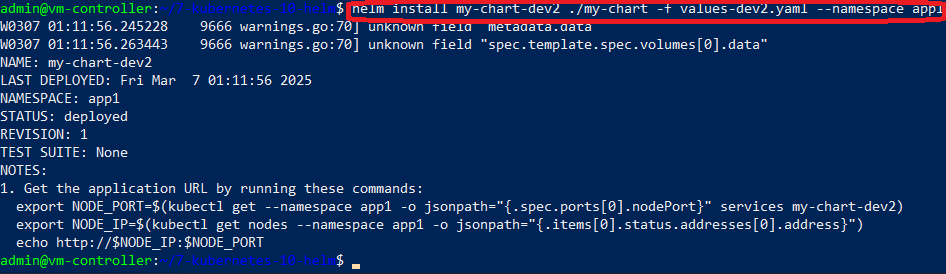 admin@vm-controller:~/7 kubernetes 10 helm$ helm install my-chart-dev2 ./my-chart -f values-dev2.yaml --namespace app1
W0307 01:11:56.245228    9666 warnings.go:70] unknown field "metadata.data"
W0307 01:11:56.263443    9666 warnings.go:70] unknown field "spec.template.spec.volumes[0].data"
NAME: my-chart-dev2
LAST DEPLOYED: Fri Mar  7 01:11:56 2025
NAMESPACE: app1
STATUS: deployed
REVISION: 1
TEST SUITE: None
NOTES:
1. Get the application URL by running these commands:
  export NODE_PORT=$(kubectl get --namespace app1 -o jsonpath="{.spec.ports[0].nodePort}" services my-chart-dev2)
  export NODE_IP=$(kubectl get nodes --namespace app1 -o jsonpath="{.items[0].status.addresses[0].address}")
  echo http://$NODE_IP:$NODE_PORT
admin@vm-controller:~/7 kubernetes 10 helm$